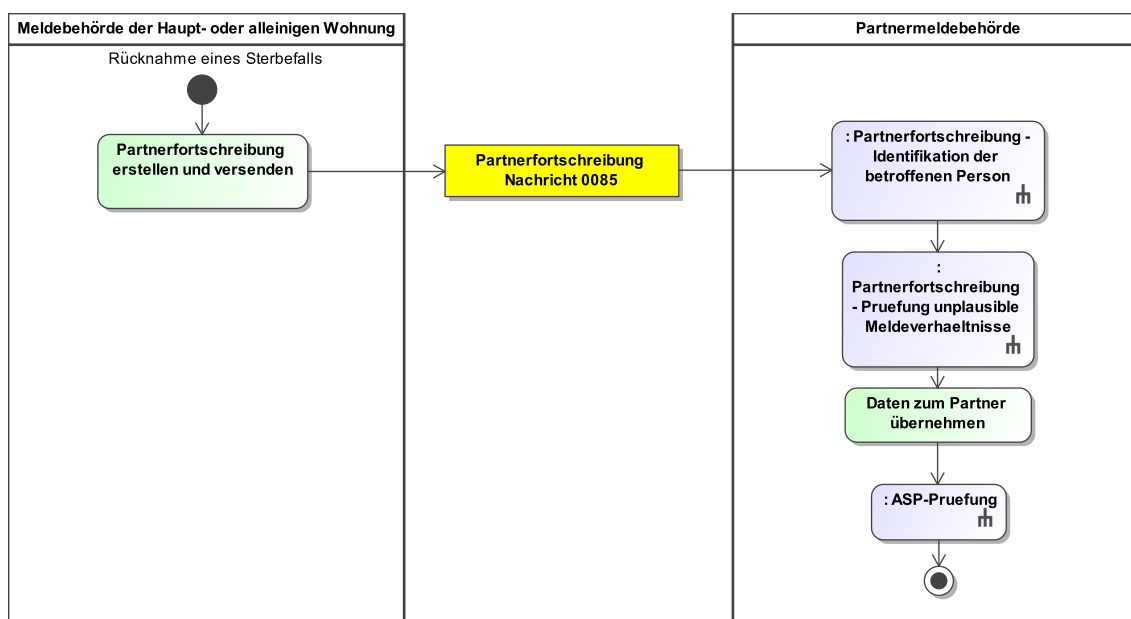 Meldebehörde der Haupt- oder alleinigen Wohnung
Partnermeldebehörde
Rücknahme eines Sterbefalls
Partnerfortschreibung
erstellen und versenden
Partnerfortschreibung
Nachricht 0085
: Partnerfortschreibung -
Identifikation der
betroffenen Person
:
Partnerfortschreibung
- Pruefung unplausible
Meldeverhaeltnisse
Daten zum Partner
übernehmen
: ASP-Pruefung